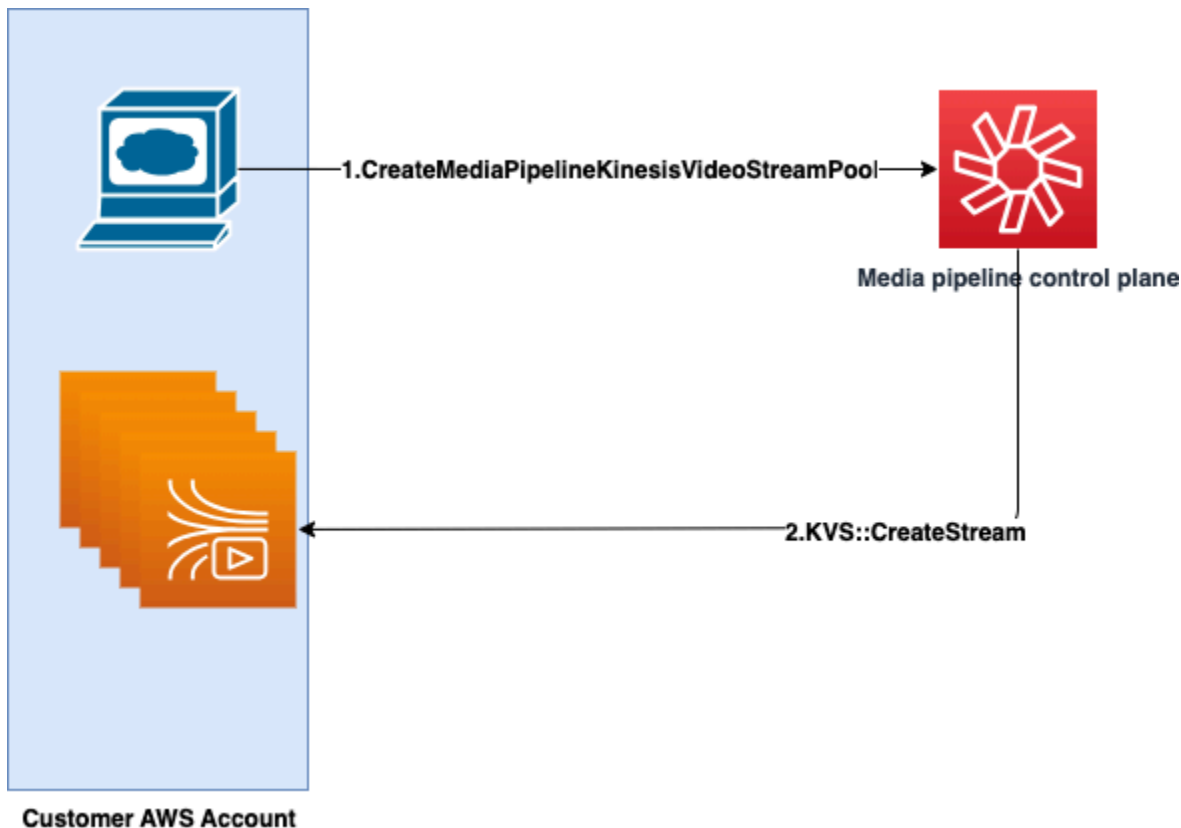 1.CreateMediaPipelineKinesisVideoStreamPool
Media pipeline control plane
2.KVS::CreateStream
Customer AWS Account